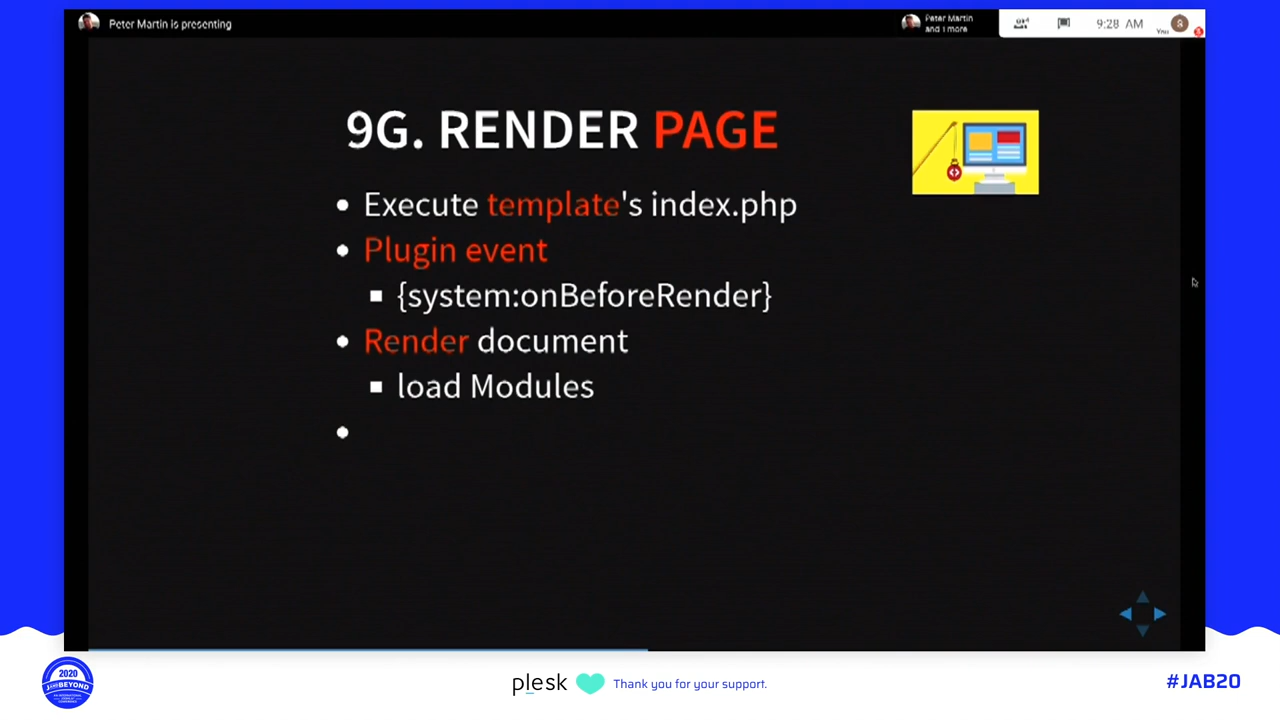 Peter Martin is presenting
Peter Martin
and 1 more
9:28 AM
You
S
9G. RENDER PAGE
• Execute template's index.php
• Plugin event
▪ {system:onBeforeRender}
• Render document
▪ load Modules
•
2020
JANDBEYOND
plesk
Thank you for your support.
#JAB20